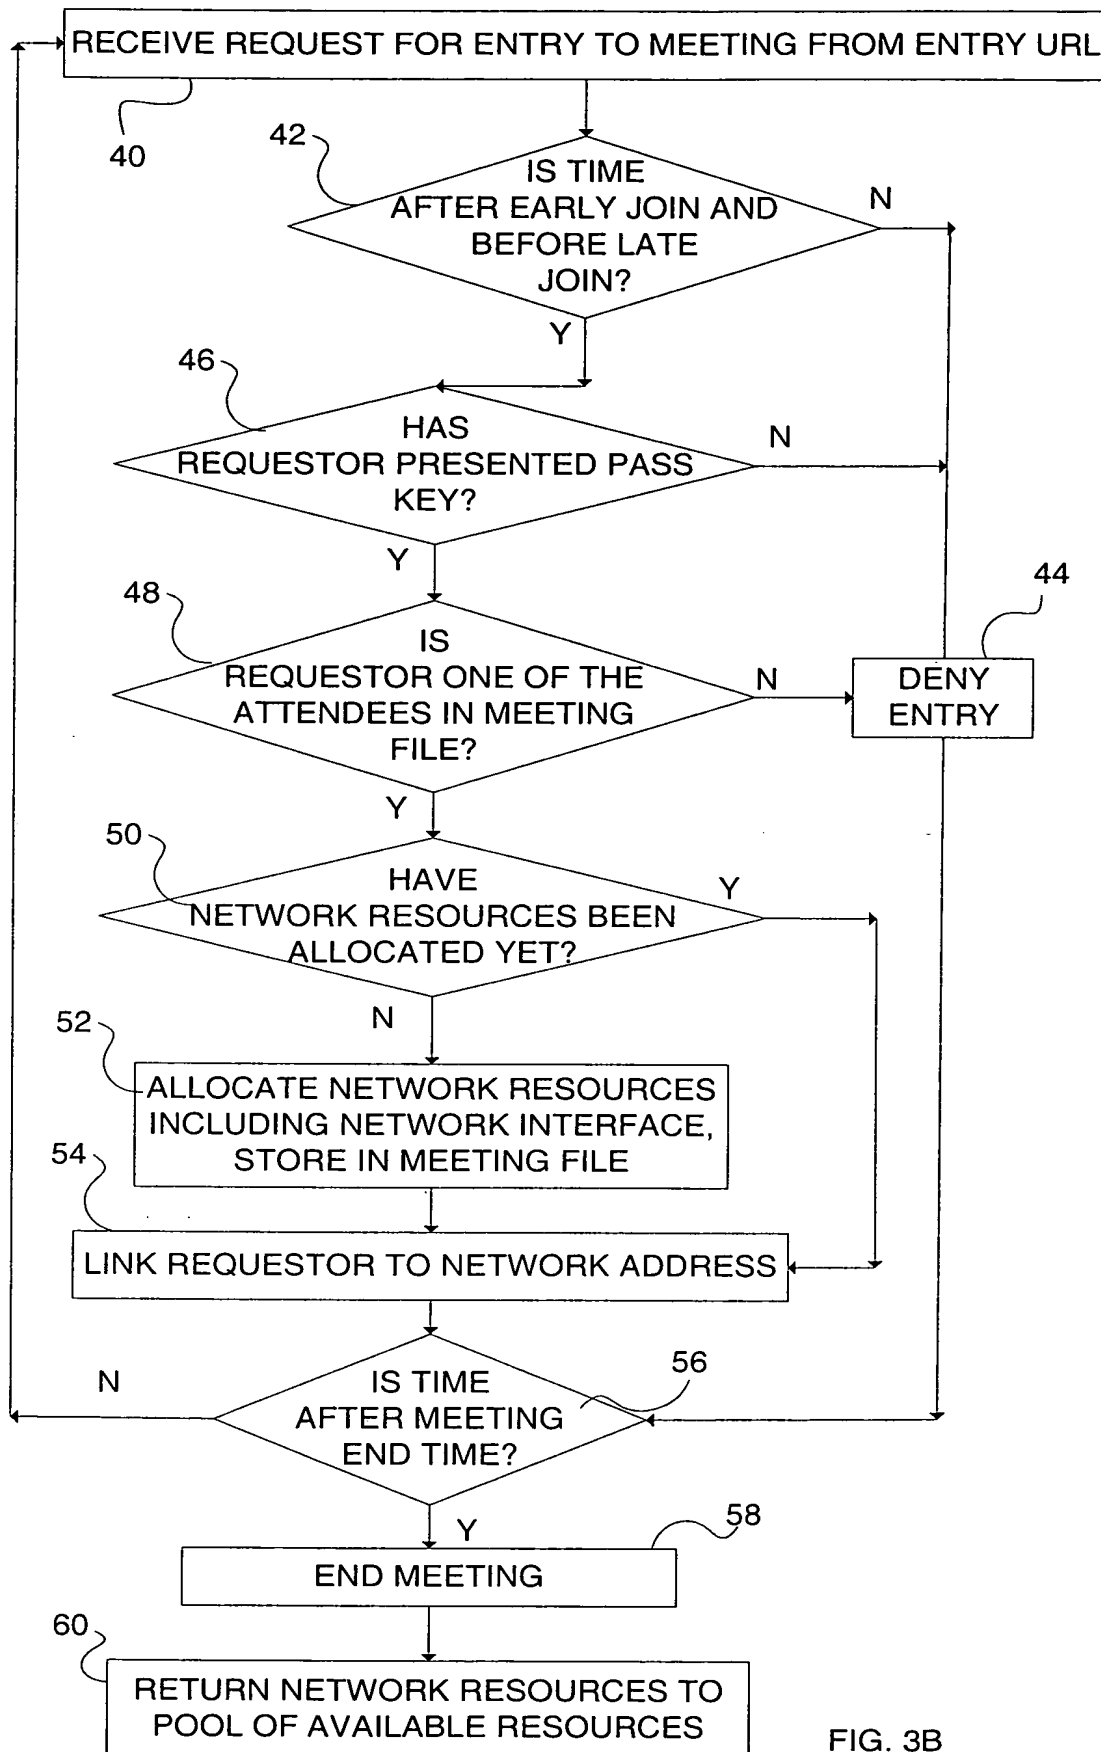 RECEIVE REQUEST FOR ENTRY TO MEETING FROM ENTRY URL
40
42
IS TIME
AFTER EARLY JOIN AND
BEFORE LATE
JOIN?
N
Y
46
HAS
REQUESTOR PRESENTED PASS
KEY?
N
Y
48
IS
REQUESTOR ONE OF THE
ATTENDEES IN MEETING
FILE?
N
44
DENY
ENTRY
Y
50
HAVE
NETWORK RESOURCES BEEN
ALLOCATED YET?
Y
N
52
ALLOCATE NETWORK RESOURCES
INCLUDING NETWORK INTERFACE,
STORE IN MEETING FILE
54
LINK REQUESTOR TO NETWORK ADDRESS
N
IS TIME
AFTER MEETING
END TIME?
56
Y
58
END MEETING
60
RETURN NETWORK RESOURCES TO
POOL OF AVAILABLE RESOURCES
FIG. 3B